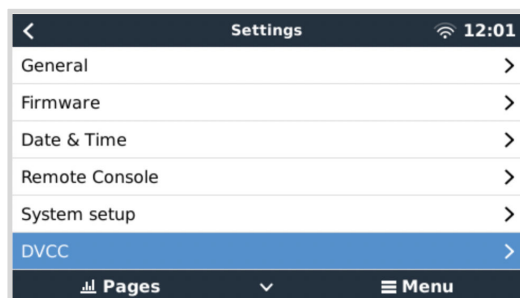 Settings 12:01
General
Firmware
Date & Time
Remote Console
System setup
DVCC
Pages Menu